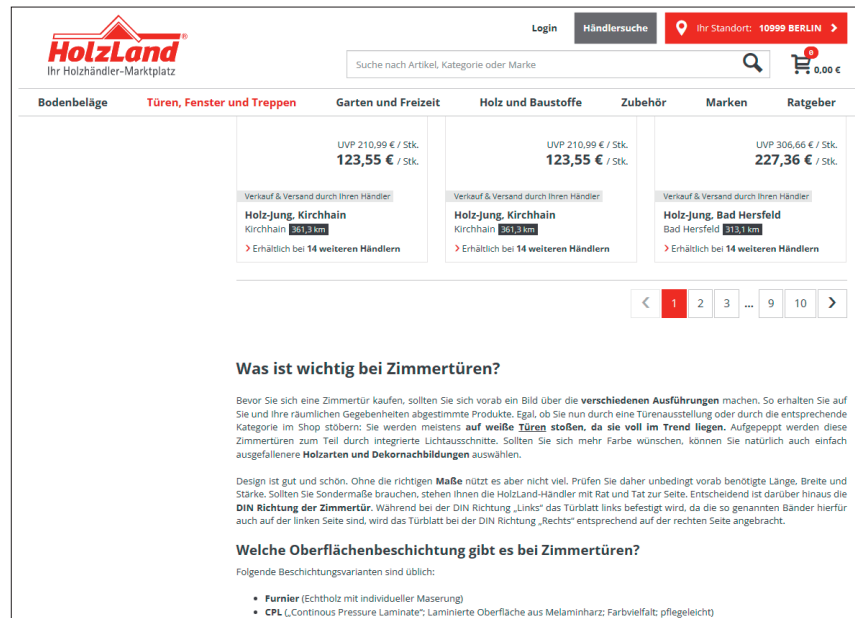 Login Händlersuche Ihr Standort: 10999 BERLIN
HolzLand®
Ihr Holzhändler-Marktplatz
Suche nach Artikel, Kategorie oder Marke
0
0,00 €
Bodenbeläge Türen, Fenster und Treppen Garten und Freizeit Holz und Baustoffe Zubehör Marken Ratgeber
UVP 210,99 € / Stk. UVP 210,99 € / Stk. UVP 306,66 € / Stk.
123,55 € / Stk. 123,55 € / Stk. 227,36 € / Stk.
Verkauf & Versand durch Ihren Händler Verkauf & Versand durch Ihren Händler Verkauf & Versand durch Ihren Händler
Holz-Jung, Kirchhain Holz-Jung, Kirchhain Holz-Jung, Bad Hersfeld
Kirchhain 361,3 km Kirchhain 361,3 km Bad Hersfeld 313,1 km
Erhältlich bei 14 weiteren Händlern Erhältlich bei 14 weiteren Händlern Erhältlich bei 14 weiteren Händlern
1 2 3 ... 9 10
Was ist wichtig bei Zimmertüren?
Bevor Sie sich eine Zimmertür kaufen, sollten Sie sich vorab ein Bild über die verschiedenen Ausführungen machen. So erhalten Sie auf
Sie und Ihre räumlichen Gegebenheiten abgestimmte Produkte. Egal, ob Sie nun durch eine Türenausstellung oder durch die entsprechende
Kategorie im Shop stöbern: Sie werden meistens auf weiße Türen stoßen, da sie voll im Trend liegen. Aufgepeppt werden diese
Zimmertüren zum Teil durch integrierte Lichtausschnitte. Sollten Sie sich mehr Farbe wünschen, können Sie natürlich auch einfach
ausgefallenere Holzarten und Dekornachbildungen auswählen.
Design ist gut und schön. Ohne die richtigen Maße nützt es aber nicht viel. Prüfen Sie daher unbedingt vorab benötigte Länge, Breite und
Stärke. Sollten Sie Sondermaße brauchen, stehen Ihnen die HolzLand-Händler mit Rat und Tat zur Seite. Entscheidend ist darüber hinaus die
DIN Richtung der Zimmertür. Während bei der DIN Richtung „Links“ das Türblatt links befestigt wird, da die so genannten Bänder hierfür
auch auf der linken Seite sind, wird das Türblatt bei der DIN Richtung „Rechts“ entsprechend auf der rechten Seite angebracht.
Welche Oberflächenbeschichtung gibt es bei Zimmertüren?
Folgende Beschichtungsvarianten sind üblich:
• Furnier (Echtholz mit individueller Maserung)
• CPL („Continous Pressure Laminate“; Laminierte Oberfläche aus Melaminharz; Farbvielfalt; pflegeleicht)